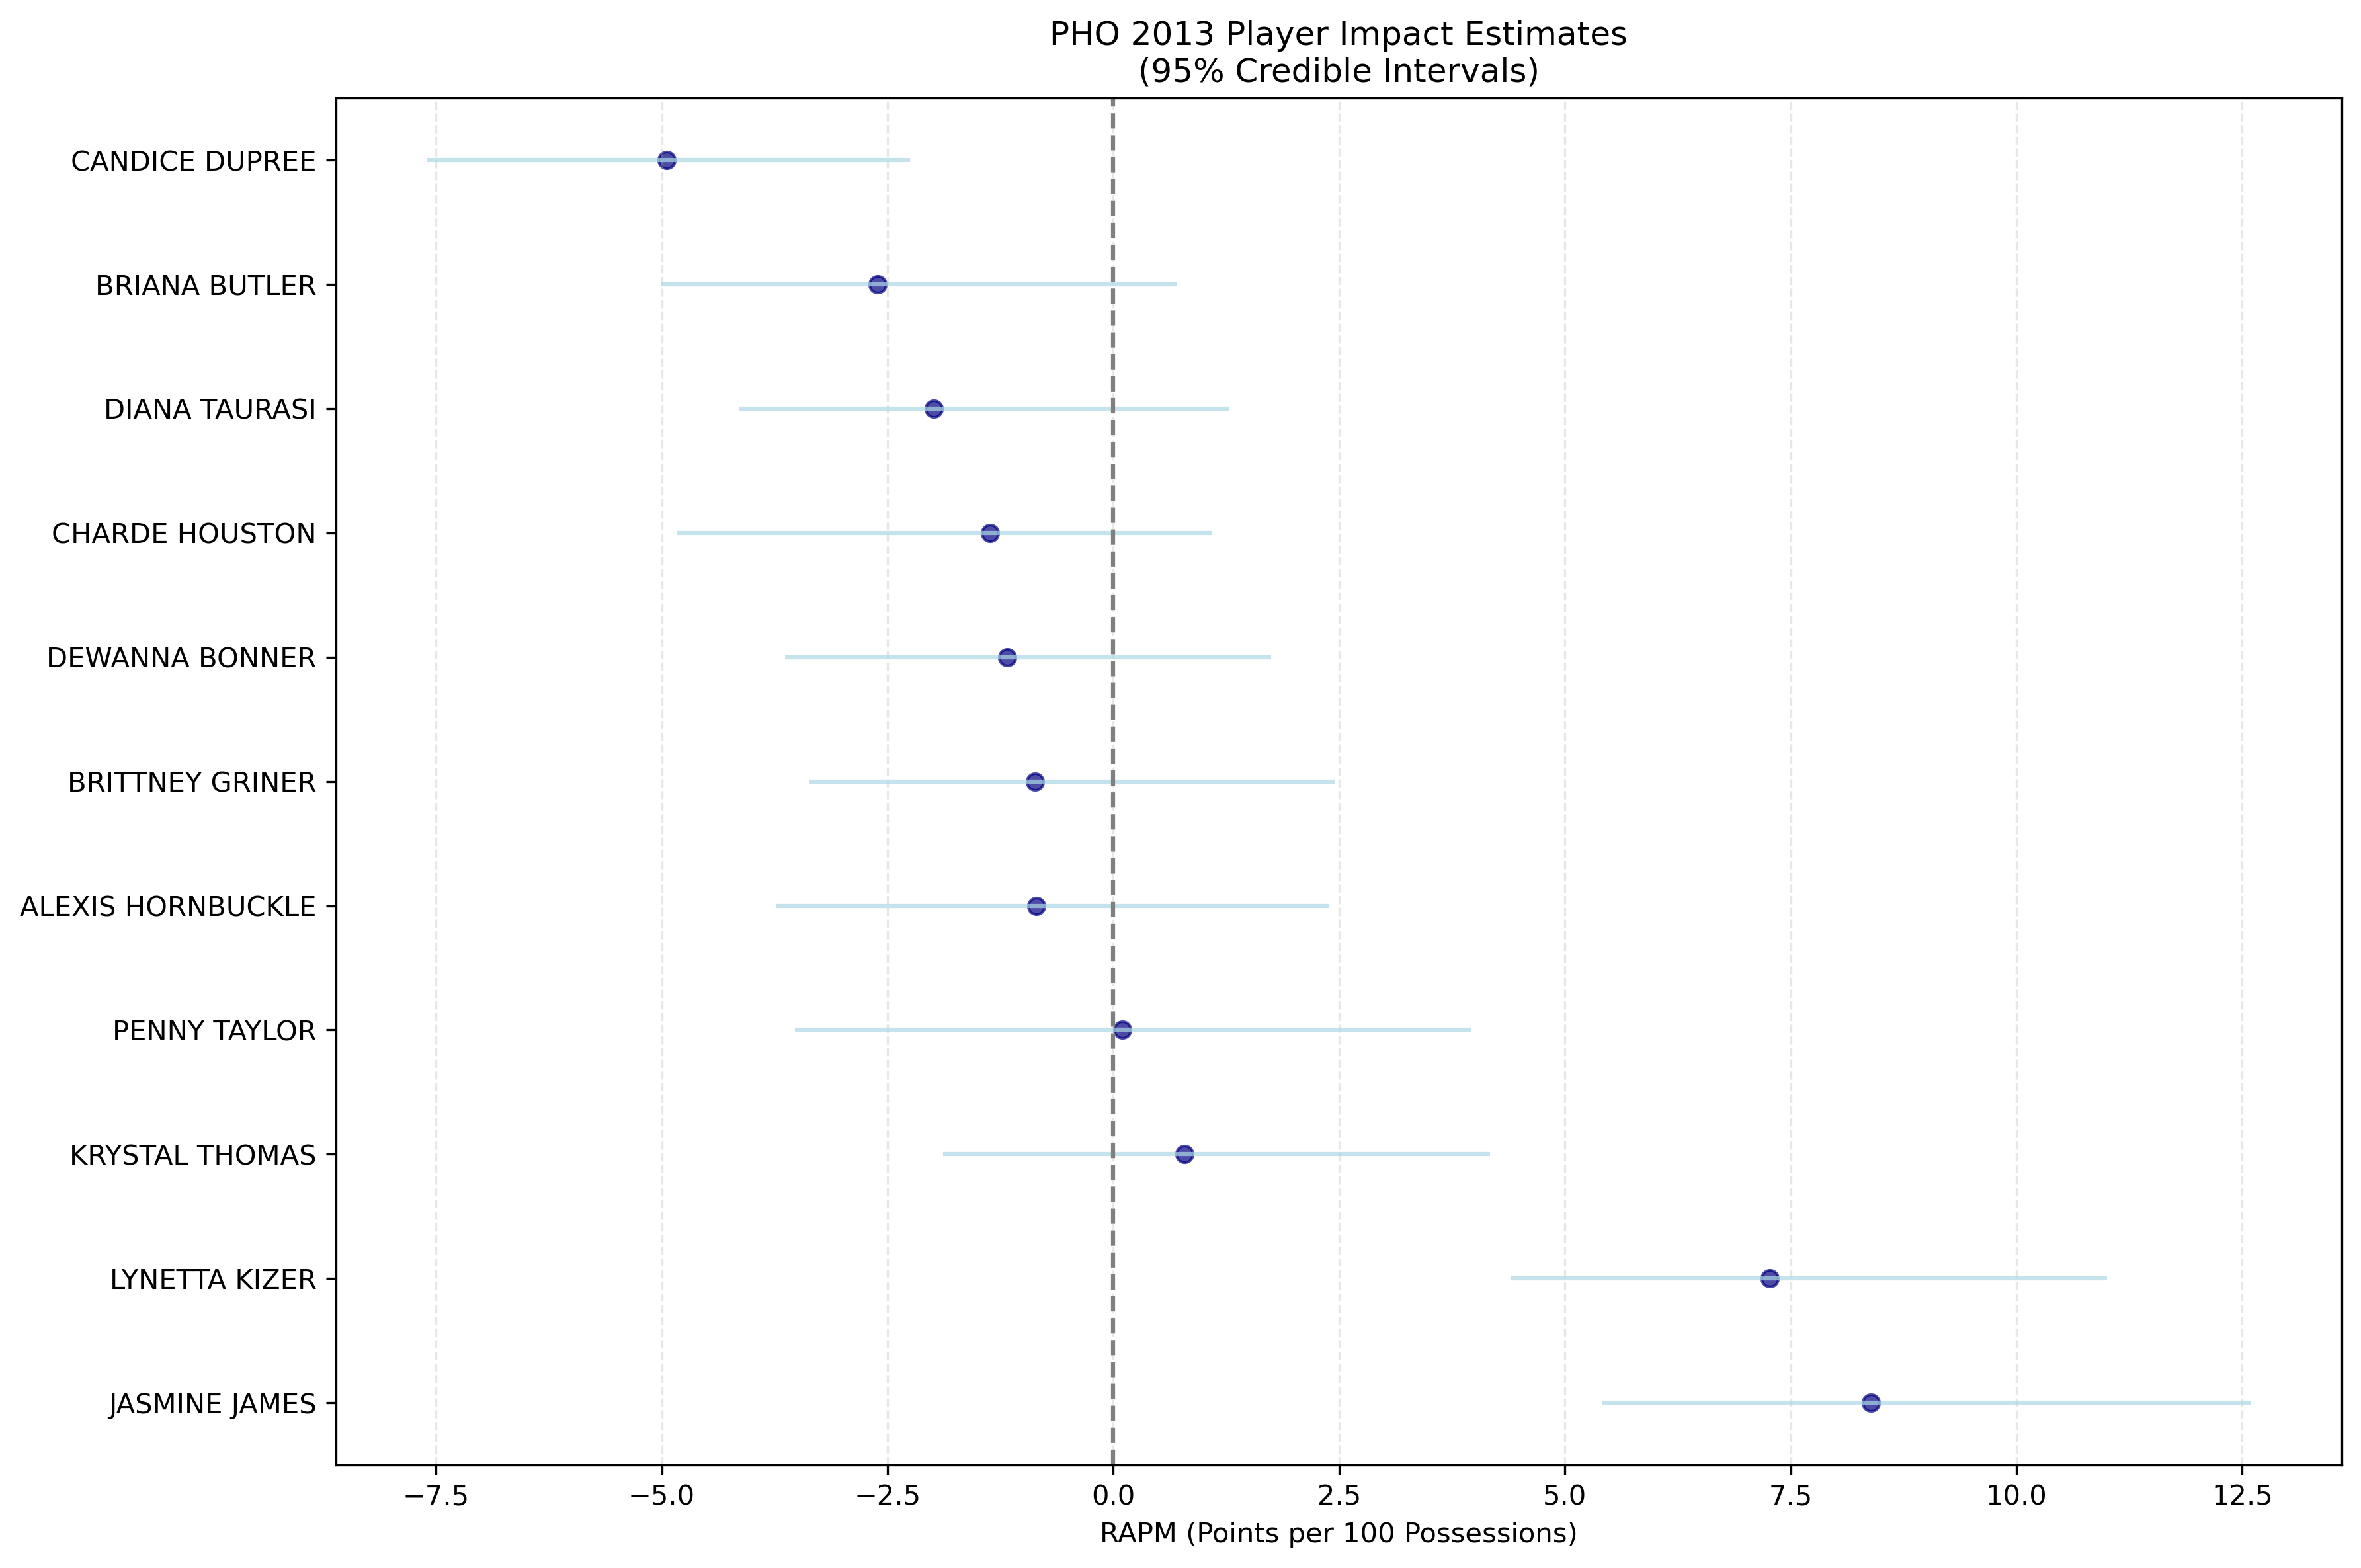 PHO 2013 Player Impact Estimates
(95% Credible Intervals)
CANDICE DUPREE
BRIANA BUTLER
DIANA TAURASI
CHARDE HOUSTON
DEWANNA BONNER
BRITTNEY GRINER
ALEXIS HORNBUCKLE
PENNY TAYLOR
KRYSTAL THOMAS
LYNETTA KIZER
JASMINE JAMES
−7.5 −5.0 −2.5 0.0 2.5 5.0 7.5 10.0 12.5
RAPM (Points per 100 Possessions)